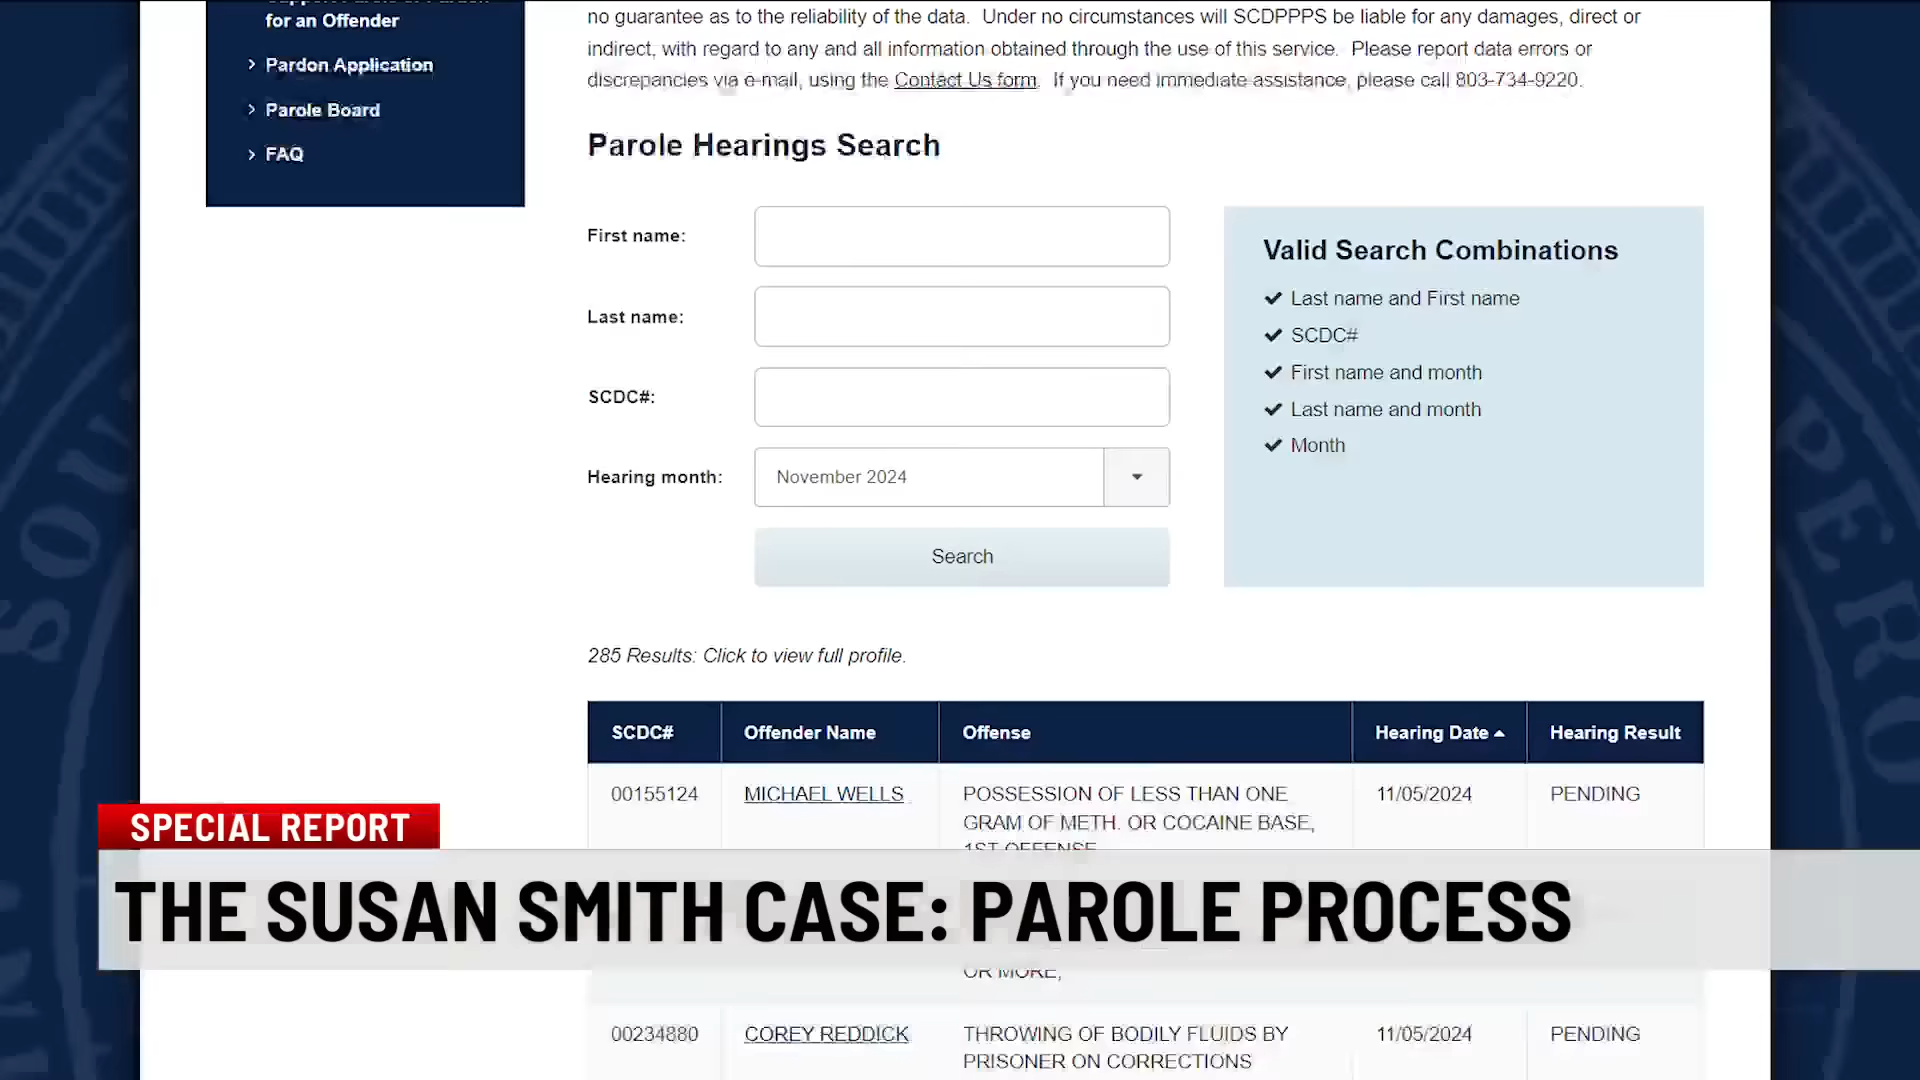 for an Offender
Pardon Application
Parole Board
FAQ
no guarantee as to the reliability of the data. Under no circumstances will SCDPPPS be liable for any damages, direct or
indirect, with regard to any and all information obtained through the use of this service. Please report data errors or
discrepancies via e-mail, using the Contact Us form. If you need immediate assistance, please call 803-734-9220.
Parole Hearings Search
First name:
Last name:
SCDC#:
Hearing month:
November 2024
Search
Valid Search Combinations
Last name and First name
SCDC#
First name and month
Last name and month
Month
285 Results: Click to view full profile.
SCDC# Offender Name Offense Hearing Date Hearing Result
00155124 MICHAEL WELLS POSSESSION OF LESS THAN ONE 11/05/2024 PENDING
GRAM OF METH. OR COCAINE BASE,
1ST OFFENSE
SPECIAL REPORT
THE SUSAN SMITH CASE: PAROLE PROCESS
OR MORE,
00234880 COREY REDDICK THROWING OF BODILY FLUIDS BY 11/05/2024 PENDING
PRISONER ON CORRECTIONS